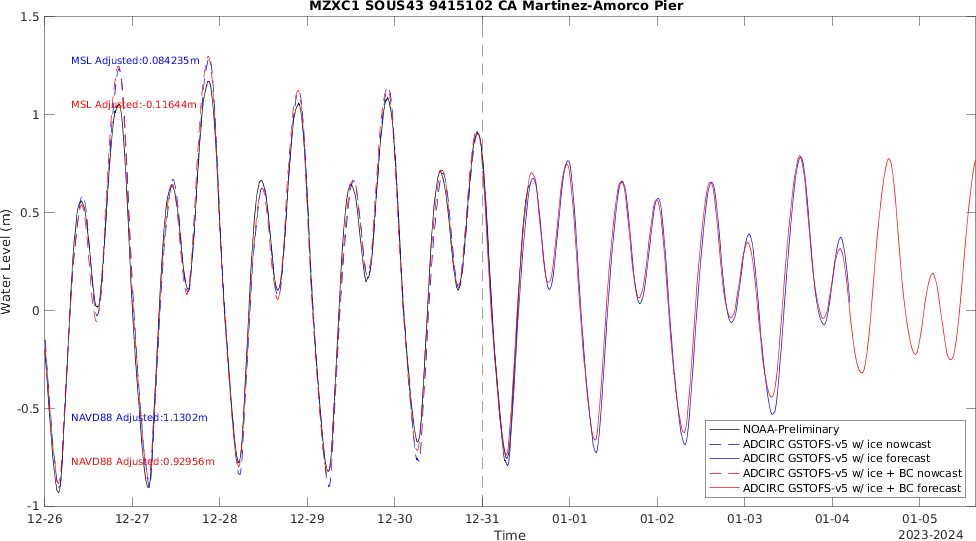 MZXC1 SOUS43 9415102 CA Martinez-Amorco Pier
1.5
MSL Adjusted:0.084235m
MSL Adjusted:-0.11644m
1
0.5
Water Level (m)
0
NAVD88 Adjusted:1.1302m
-0.5
NAVD88 Adjusted:0.92956m
-1
NOAA-Preliminary
ADCIRC GSTOFS-v5 w/ ice nowcast
ADCIRC GSTOFS-v5 w/ ice forecast
ADCIRC GSTOFS-v5 w/ ice + BC nowcast
ADCIRC GSTOFS-v5 w/ ice + BC forecast
12-26 12-27 12-28 12-29 12-30 12-31 01-01 01-02 01-03 01-04 01-05
Time
2023-2024